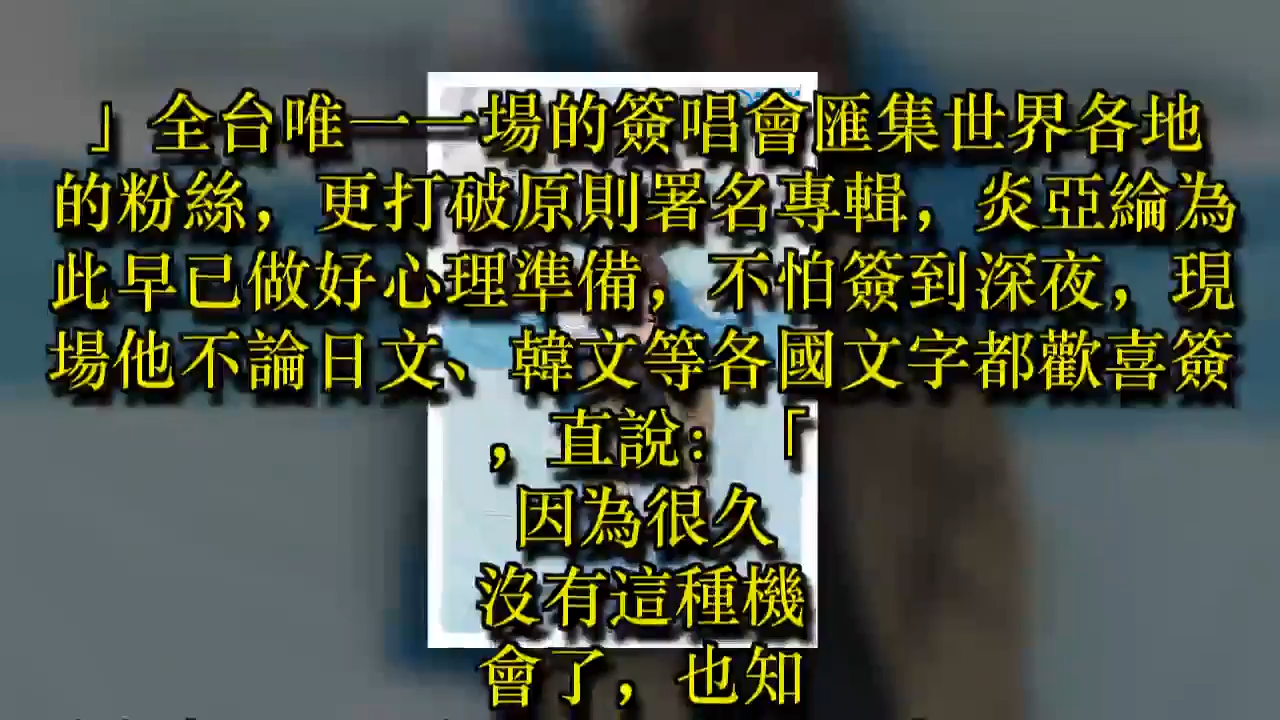 」全台唯一一場的簽唱會匯集世界各地
的粉絲，更打破原則署名專輯，炎亞綸為
此早已做好心理準備，不怕簽到深夜，現
場他不論日文、韓文等各國文字都歡喜簽
，直說：「
因為很久
沒有這種機
會了，也知